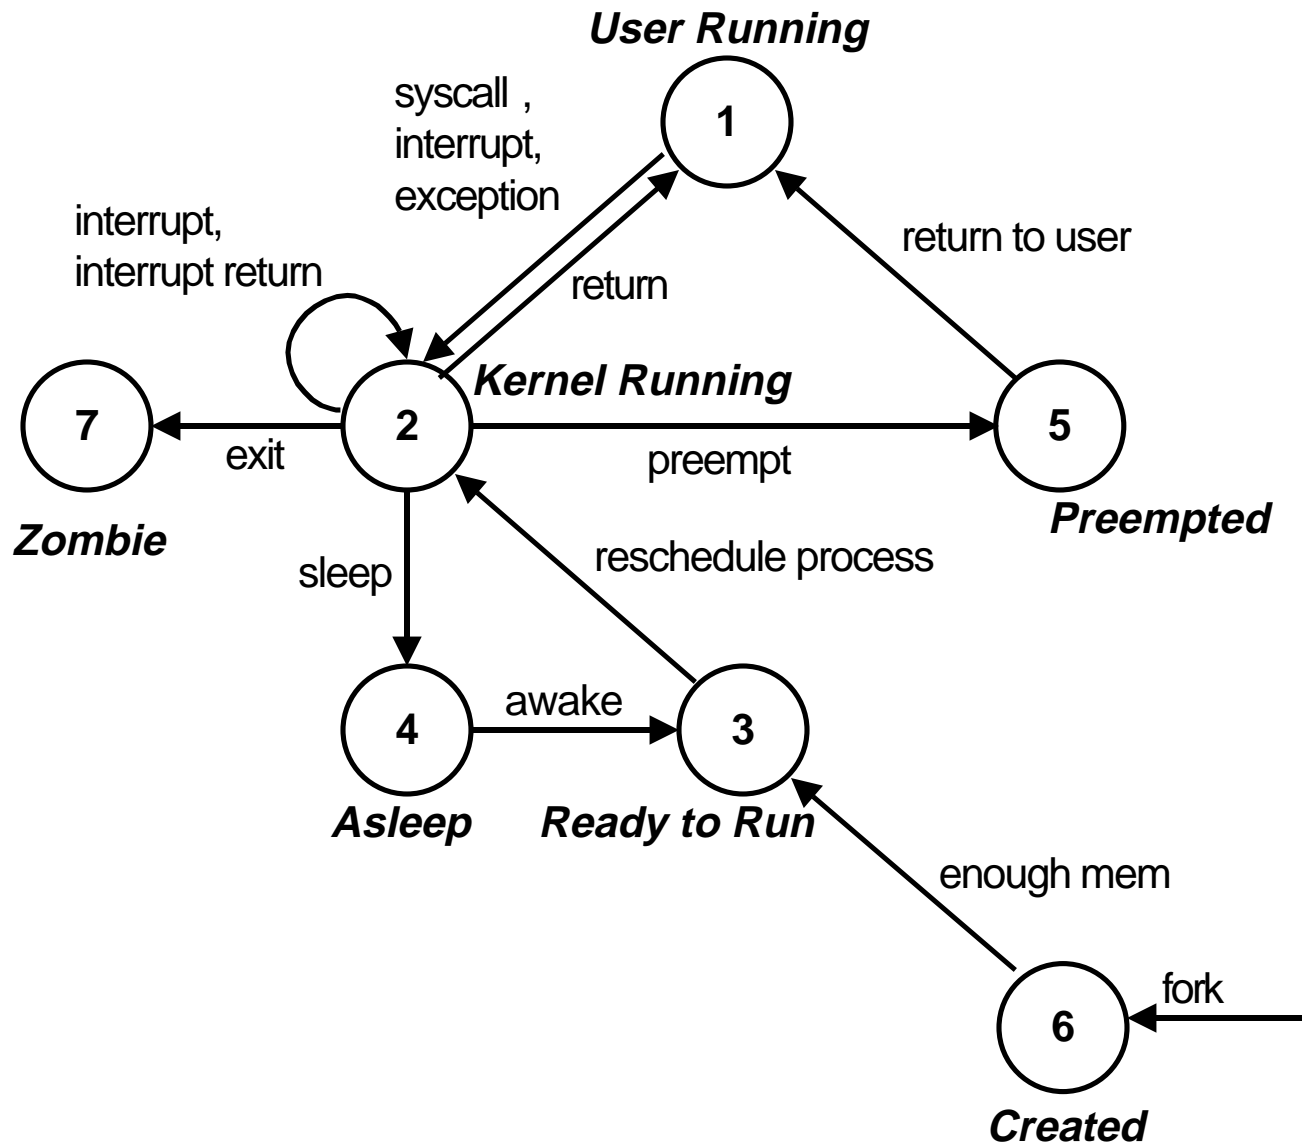 User Running
1
syscall ,
interrupt,
exception
interrupt,
interrupt return
return to user
return
Kernel Running
7
2
5
exit
preempt
Zombie
Preempted
sleep
reschedule process
4
awake
3
Asleep
Ready to Run
enough mem
fork
6
Created